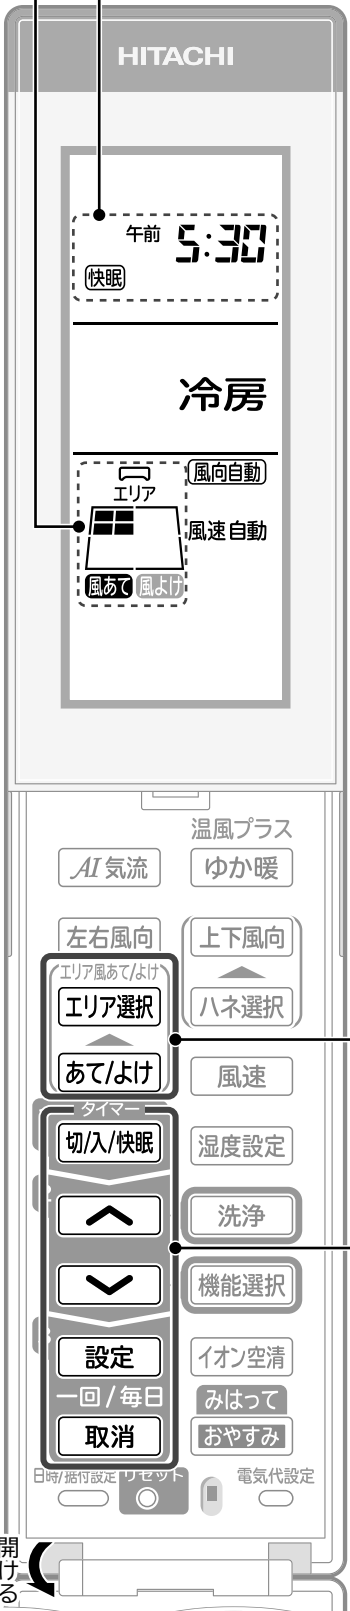 HITACHI
午前 5:30
快眠
冷房
エリア 風向自動
風速自動
風あて 風よけ
温風プラス
AI気流 ゆか暖
左右風向 上下風向
エリア風あて/よけ
エリア選択 ハネ選択
あて/よけ 風速
タイマー
切/入/快眠 湿度設定
洗浄
機能選択
設定 イオン空清
一回/毎日 みはって
取消 おやすみ
日時/据付設定 リセット 電気代設定
開ける